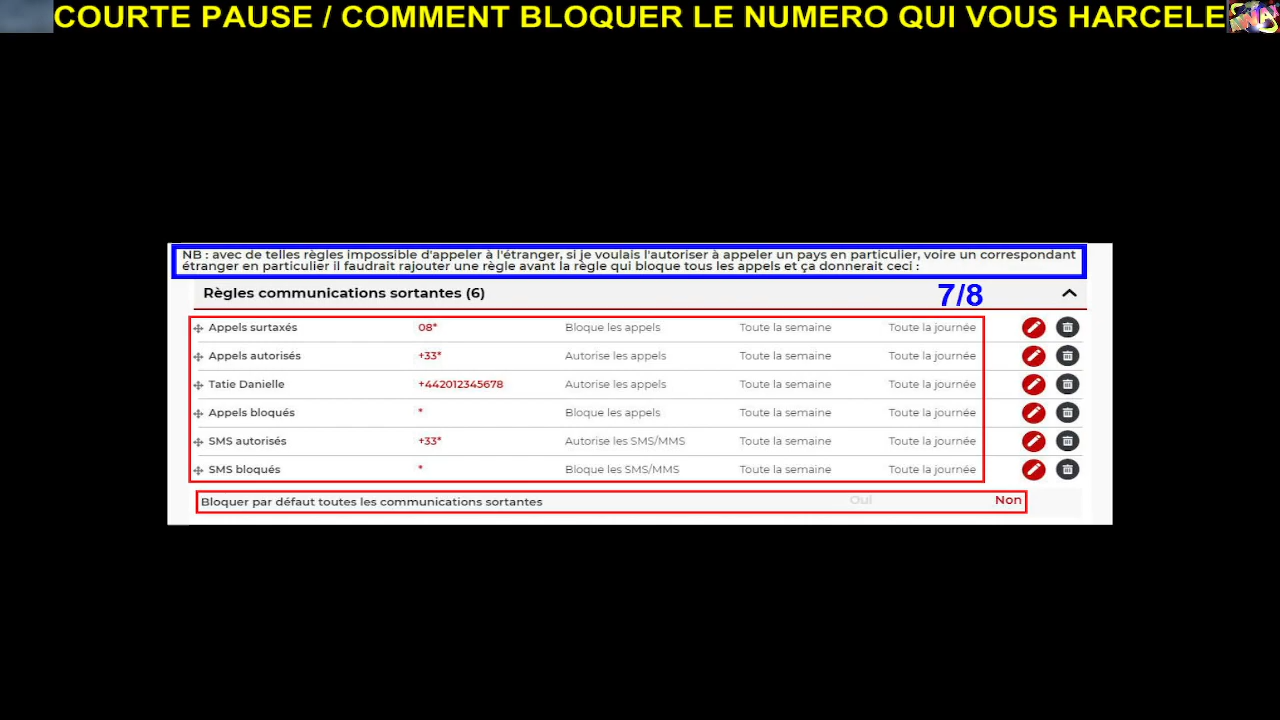 COURTE PAUSE / COMMENT BLOQUER LE NUMERO QUI VOUS HARCELE
NB : avec de telles règles impossible d'appeler à l'étranger, si je voulais l'autoriser à appeler un pays en particulier, voire un correspondant
étranger en particulier il faudrait rajouter une règle avant la règle qui bloque tous les appels et ça donnerait ceci :
Règles communications sortantes (6) 7/8
Appels surtaxés 08* Bloque les appels Toute la semaine Toute la journée
Appels autorisés +33* Autorise les appels Toute la semaine Toute la journée
Tatie Danielle +442012345678 Autorise les appels Toute la semaine Toute la journée
Appels bloqués * Bloque les appels Toute la semaine Toute la journée
SMS autorisés +33* Autorise les SMS/MMS Toute la semaine Toute la journée
SMS bloqués * Bloque les SMS/MMS Toute la semaine Toute la journée
Bloquer par défaut toutes les communications sortantes Oui Non